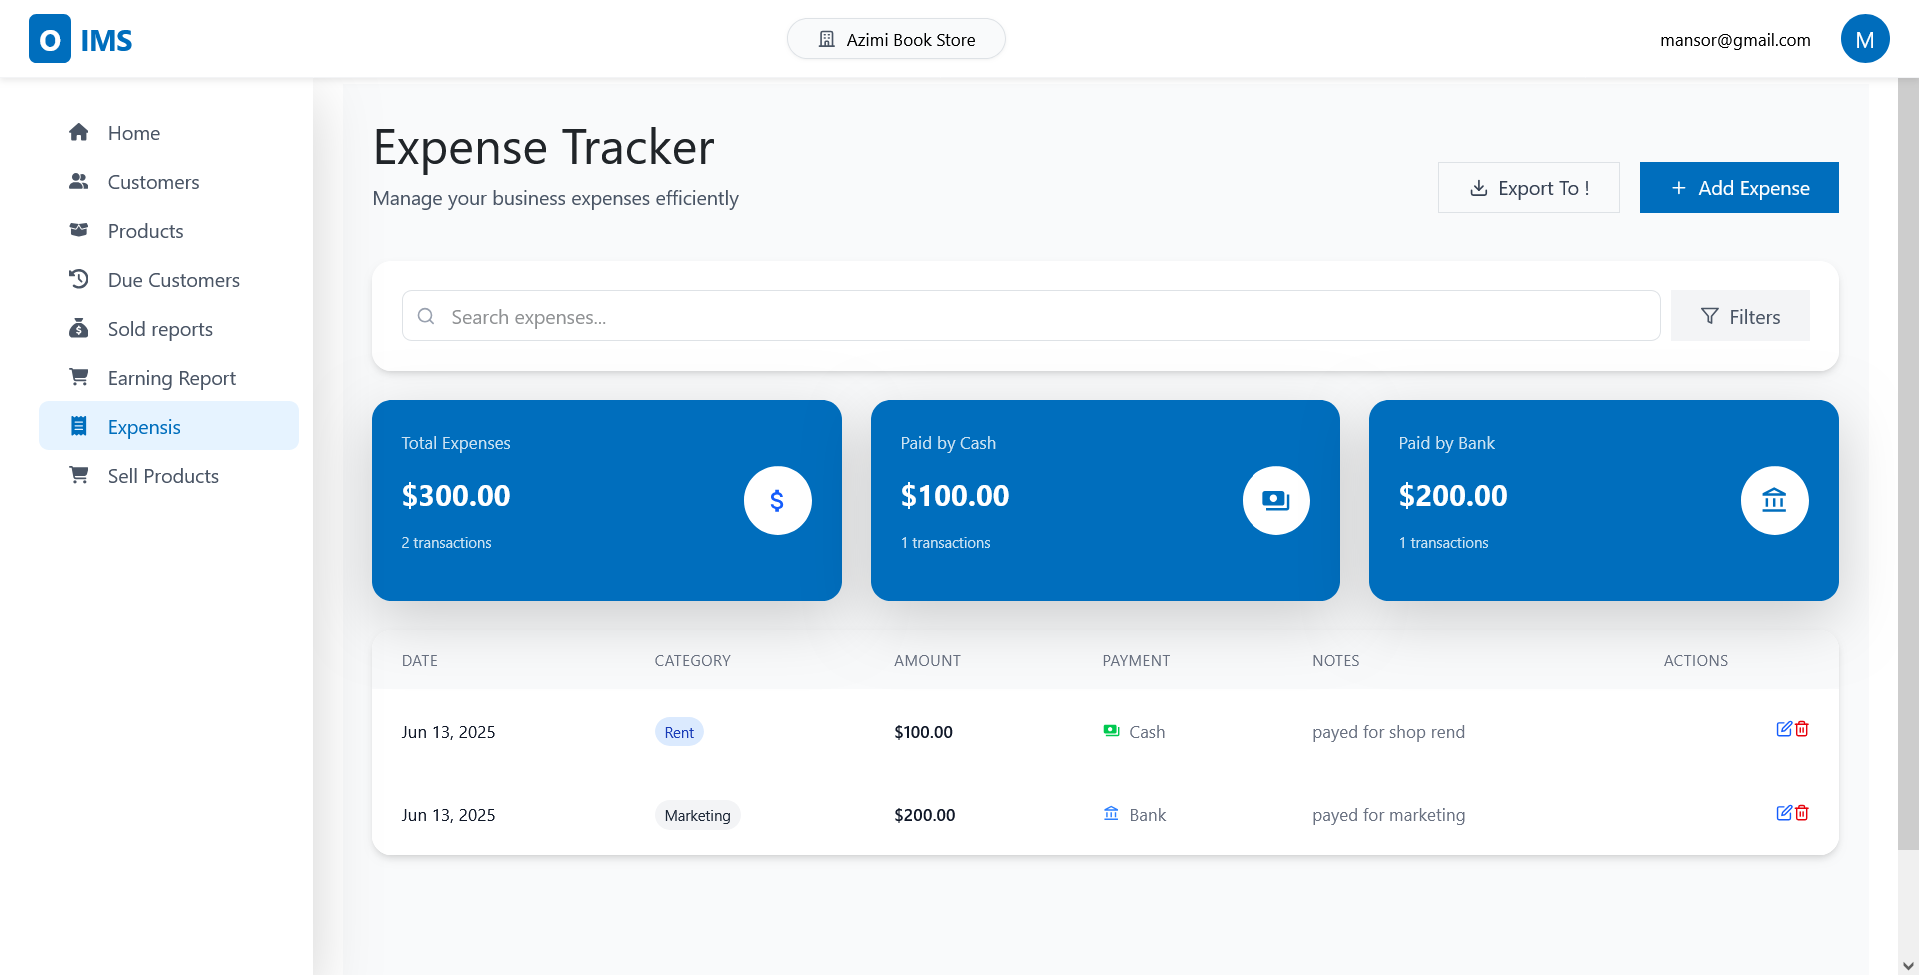 O IMS
Azimi Book Store
mansor@gmail.com
M
Home
Customers
Products
Due Customers
Sold reports
Earning Report
Expensis
Sell Products
Expense Tracker
Manage your business expenses efficiently
Export To !
+ Add Expense
Search expenses...
Filters
Total Expenses
$300.00
2 transactions
$
Paid by Cash
$100.00
1 transactions
Paid by Bank
$200.00
1 transactions
DATE CATEGORY AMOUNT PAYMENT NOTES ACTIONS
Jun 13, 2025 Rent $100.00 Cash payed for shop rend
Jun 13, 2025 Marketing $200.00 Bank payed for marketing